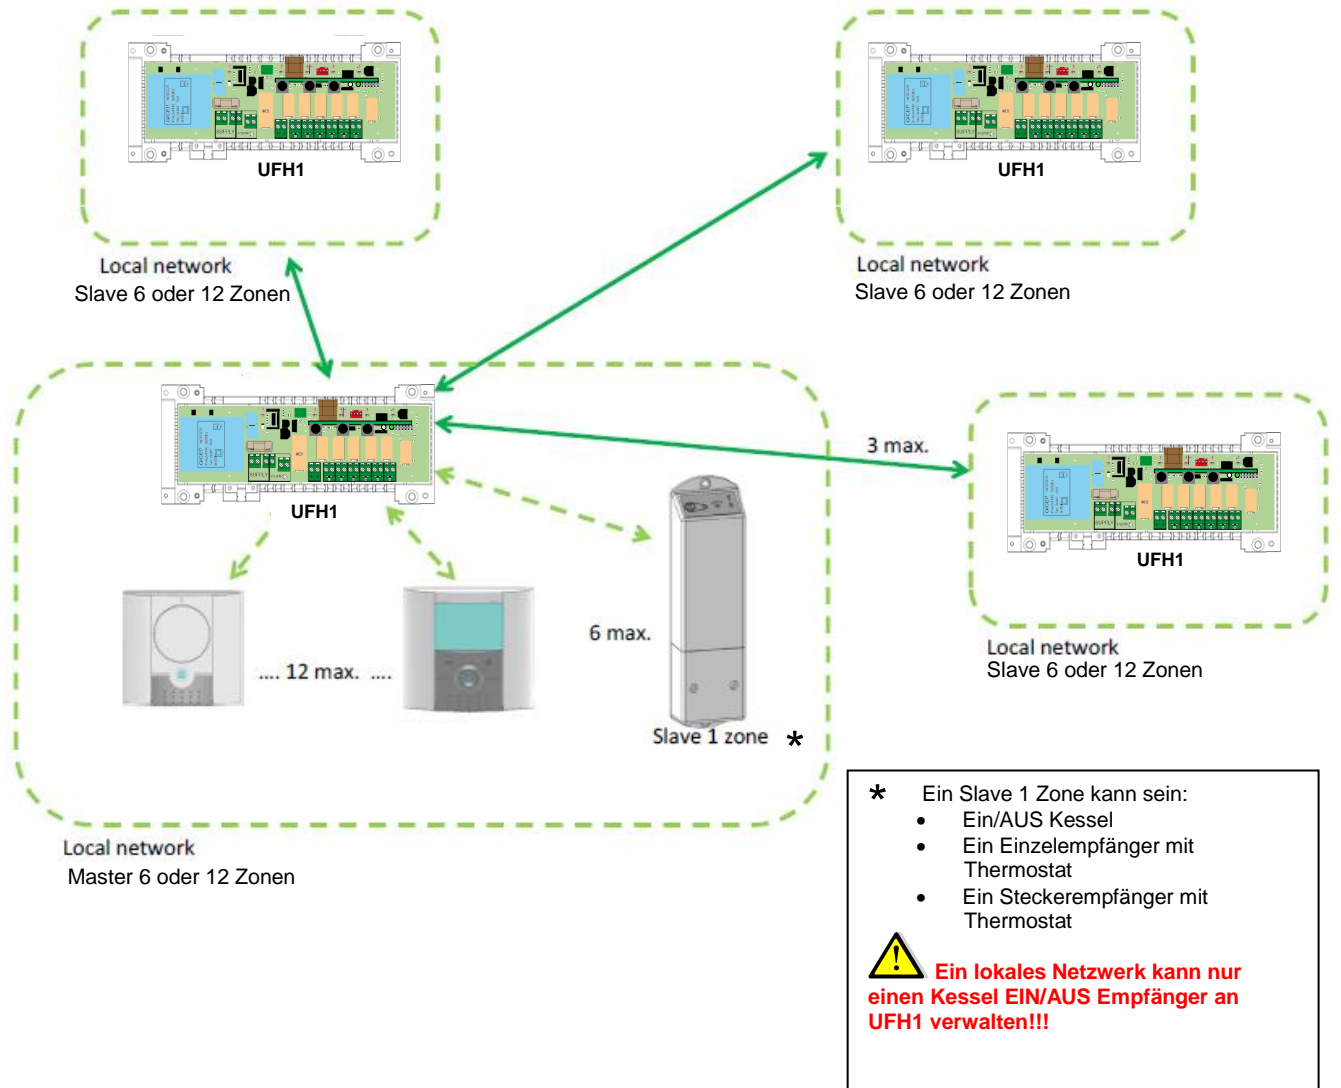 UFH1
UFH1
Local network
Slave 6 oder 12 Zonen
Local network
Slave 6 oder 12 Zonen
UFH1
3 max.
UFH1
6 max.
.... 12 max. ....
Local network
Slave 6 oder 12 Zonen
Slave 1 zone *
Local network
Master 6 oder 12 Zonen
* Ein Slave 1 Zone kann sein:
• Ein/AUS Kessel
• Ein Einzelempfänger mit
Thermostat
• Ein Steckerempfänger mit
Thermostat
Ein lokales Netzwerk kann nur
einen Kessel EIN/AUS Empfänger an
UFH1 verwalten!!!